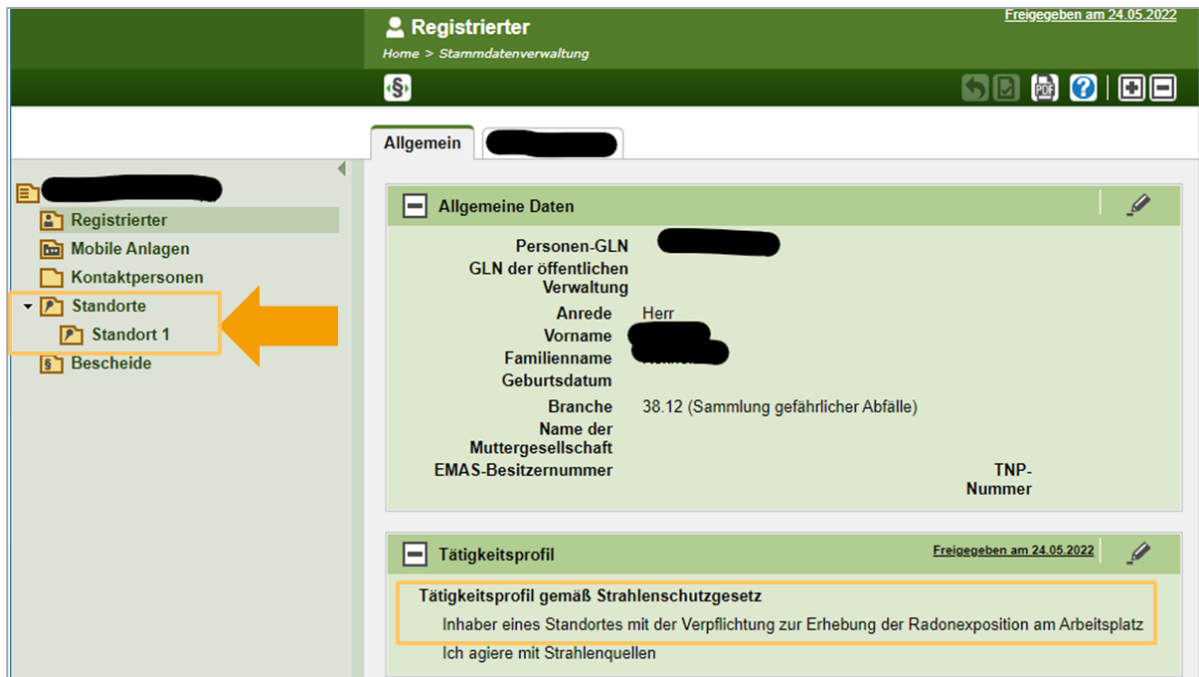 Registrierter
Freigegeben am 24.05.2022
Home > Stammdatenverwaltung
PDF
Allgemein
Registrierter
Mobile Anlagen
Kontaktpersonen
Standorte
Standort 1
Bescheide
Allgemeine Daten
Personen-GLN
GLN der öffentlichen
Verwaltung
Anrede Herr
Vorname
Familienname
Geburtsdatum
Branche 38.12 (Sammlung gefährlicher Abfälle)
Name der
Muttergesellschaft
EMAS-Besitzernummer TNP-
Nummer
Tätigkeitsprofil Freigegeben am 24.05.2022
Tätigkeitsprofil gemäß Strahlenschutzgesetz
Inhaber eines Standortes mit der Verpflichtung zur Erhebung der Radonexposition am Arbeitsplatz
Ich agiere mit Strahlenquellen